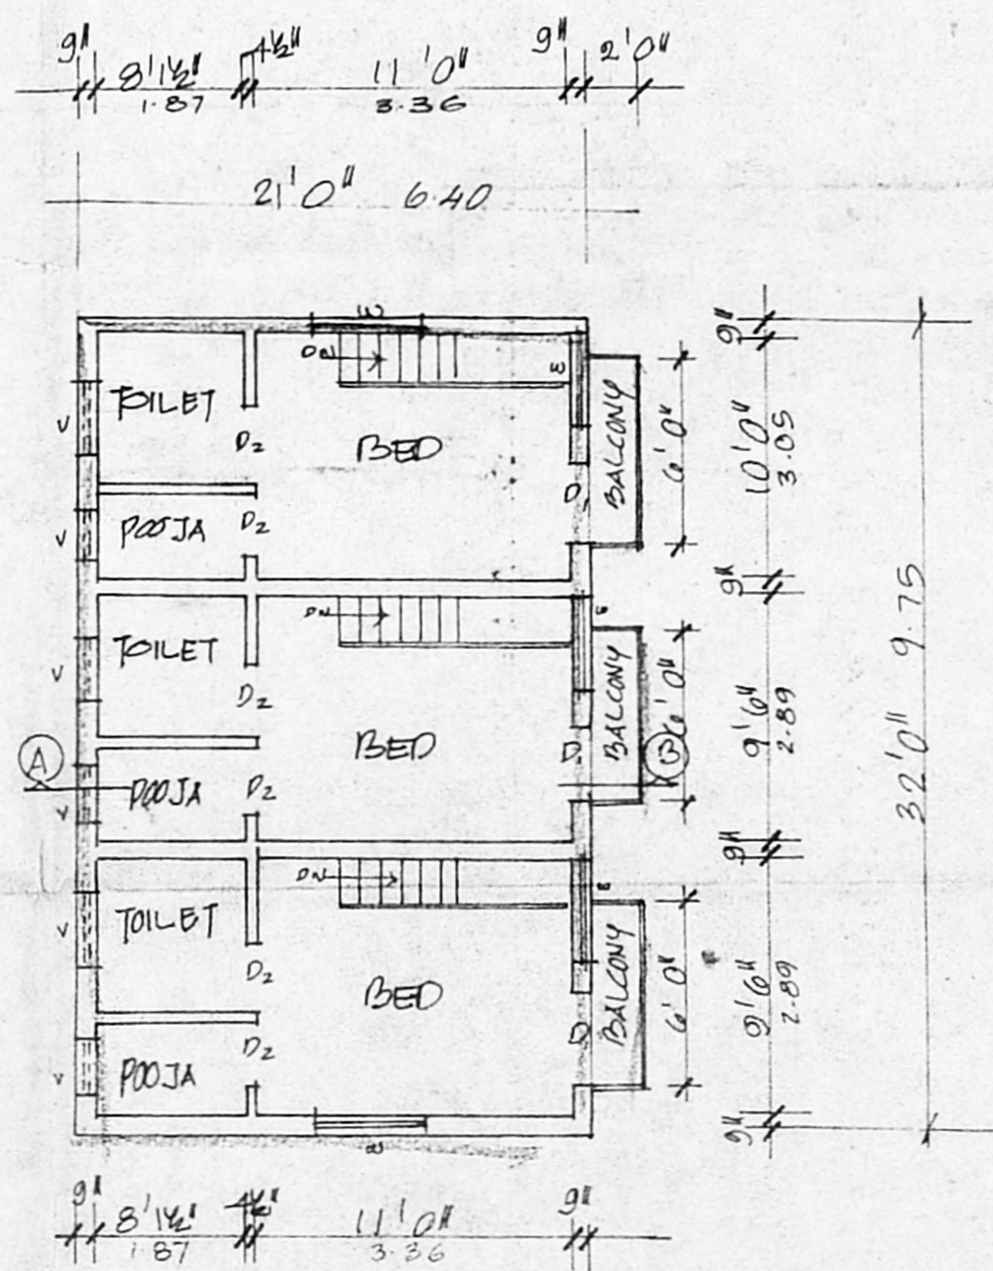 9" 8'1½" 4½" 11'0" 9" 2'0"
1.87 3.36
21'0" 6.40
W
DN
E
TOILET
V
D2
BED
D
BALCONY
6'0"
9"
10'0"
3.05
POOJA
D2
V
9"
DN
E
TOILET
V
D2
BED
D
BALCONY
6'0"
9'6"
2.89
32'0" 9.75
A
B
POOJA
D2
V
9"
DN
E
TOILET
V
D2
BED
D
BALCONY
6'0"
9'6"
2.89
D2
POOJA
V
9"
9" 8'1½" 4½" 11'0" 9"
1.87 3.36